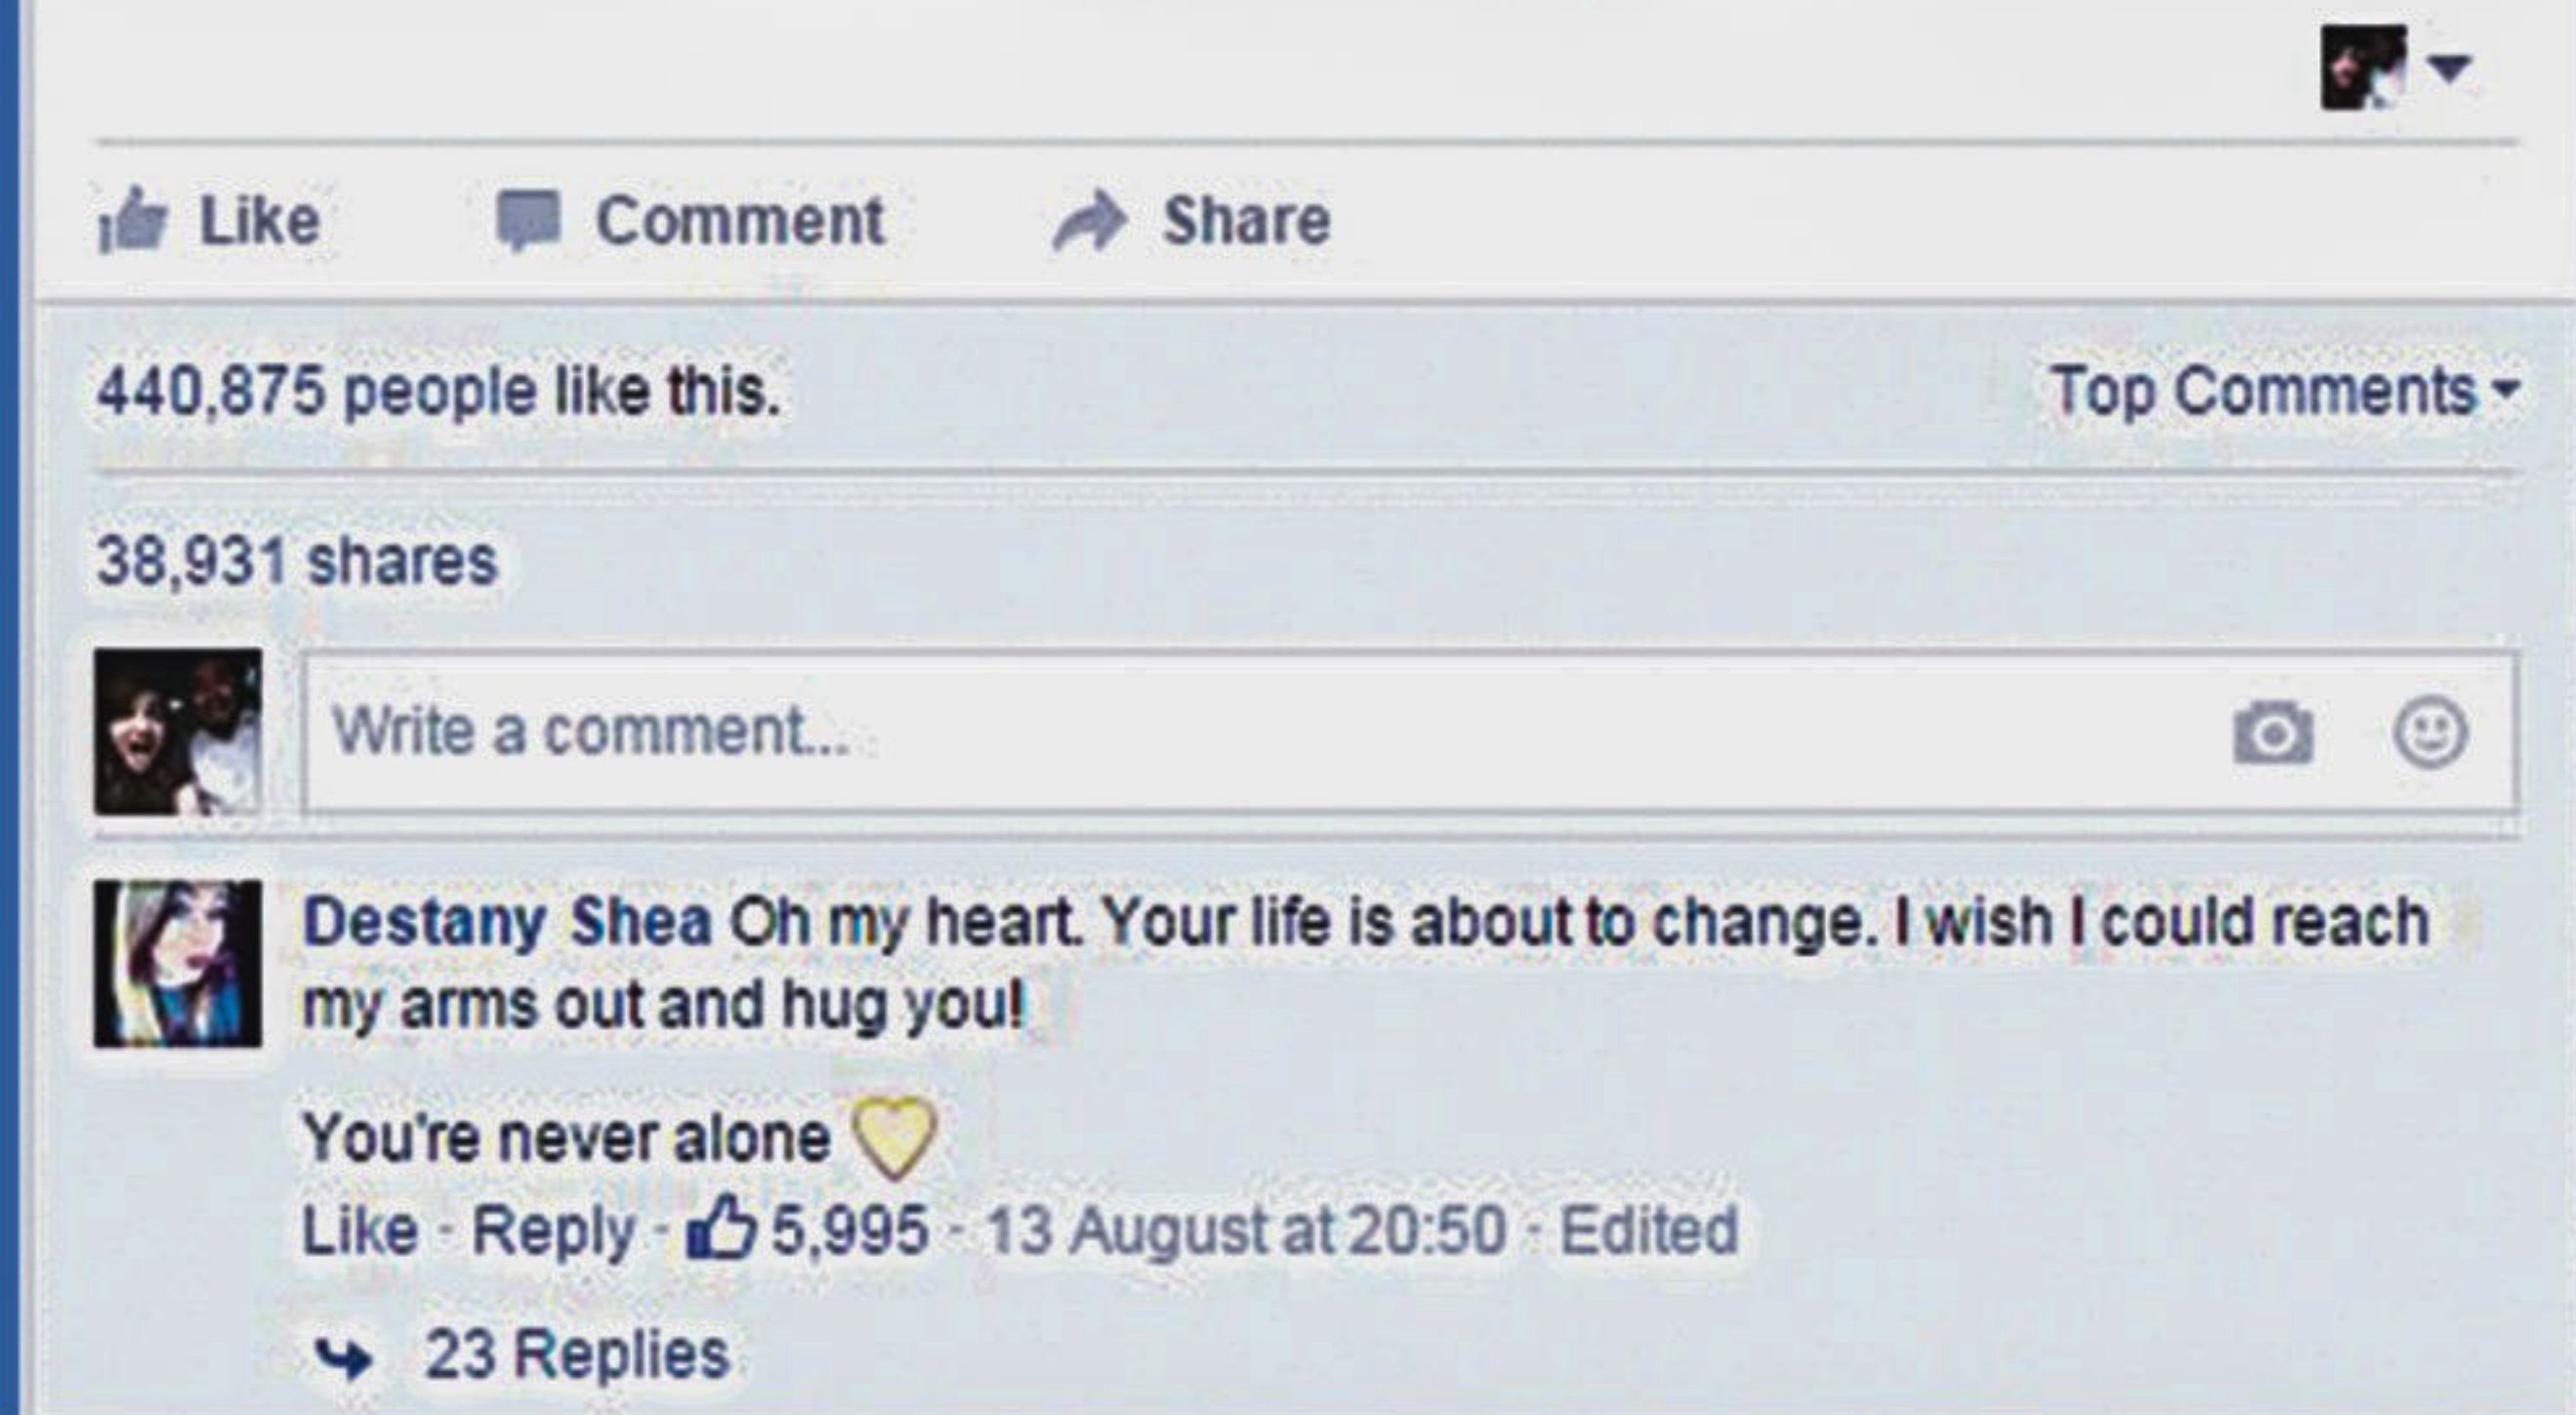 Like Comment Share
440,875 people like this. Top Comments
38,931 shares
Write a comment...
Destany Shea Oh my heart. Your life is about to change. I wish I could reach
my arms out and hug you!
You're never alone
Like - Reply - 5,995 - 13 August at 20:50 - Edited
23 Replies